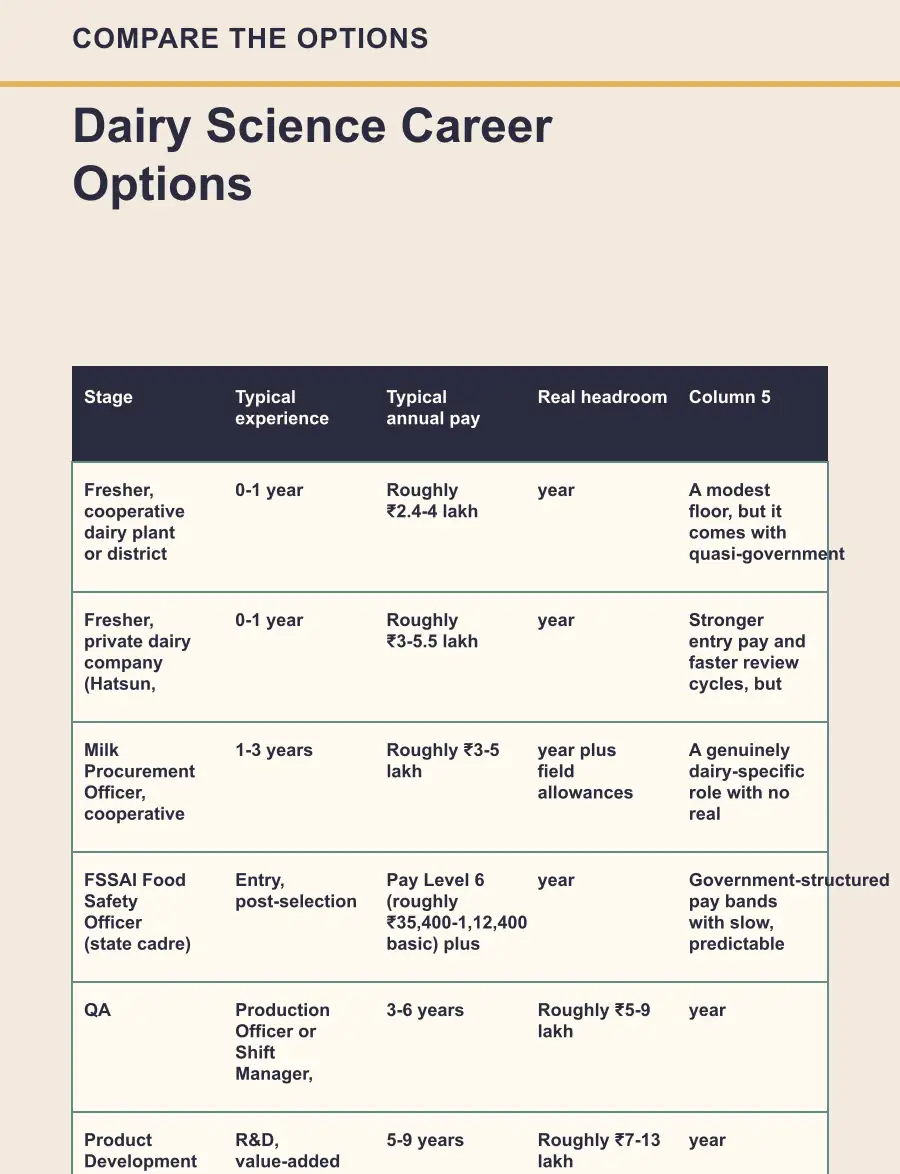 COMPARE THE OPTIONS
Dairy Science Career
Options
Stage
Typical
experience
Typical
annual pay
Real headroom
Column 5
Fresher,
cooperative
dairy plant
or district
0-1 year
Roughly
₹2.4-4 lakh
year
A modest
floor, but it
comes with
quasi-government
Fresher,
private dairy
company
(Hatsun,
0-1 year
Roughly
₹3-5.5 lakh
year
Stronger
entry pay and
faster review
cycles, but
Milk
Procurement
Officer,
cooperative
1-3 years
Roughly ₹3-5
lakh
year plus
field
allowances
A genuinely
dairy-specific
role with no
real
FSSAI Food
Safety
Officer
(state cadre)
Entry,
post-selection
Pay Level 6
(roughly
₹35,400-1,12,400
basic) plus
year
Government-structured
pay bands
with slow,
predictable
QA
Production
Officer or
Shift
Manager,
3-6 years
Roughly ₹5-9
lakh
year
Product
Development
R&D,
value-added
5-9 years
Roughly ₹7-13
lakh
year